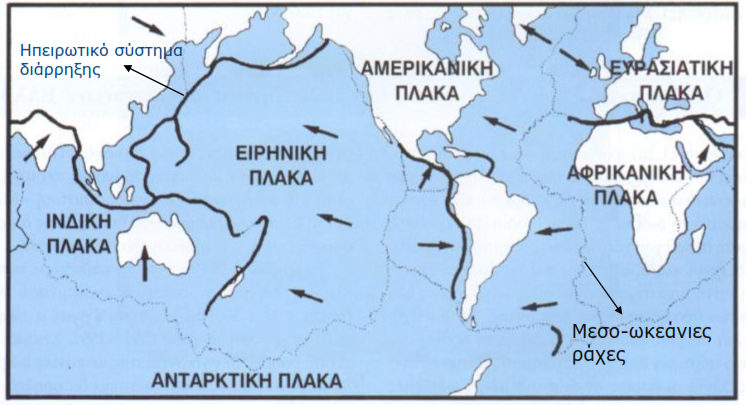 Ηπειρωτικό σύστημα
διάρρηξης
ΑΜΕΡΙΚΑΝΙΚΗ
ΠΛΑΚΑ
ΕΥΡΑΣΙΑΤΙΚΗ
ΠΛΑΚΑ
ΕΙΡΗΝΙΚΗ
ΠΛΑΚΑ
ΑΦΡΙΚΑΝΙΚΗ
ΠΛΑΚΑ
ΙΝΔΙΚΗ
ΠΛΑΚΑ
Μεσο-ωκεάνιες
ράχες
ΑΝΤΑΡΚΤΙΚΗ ΠΛΑΚΑ